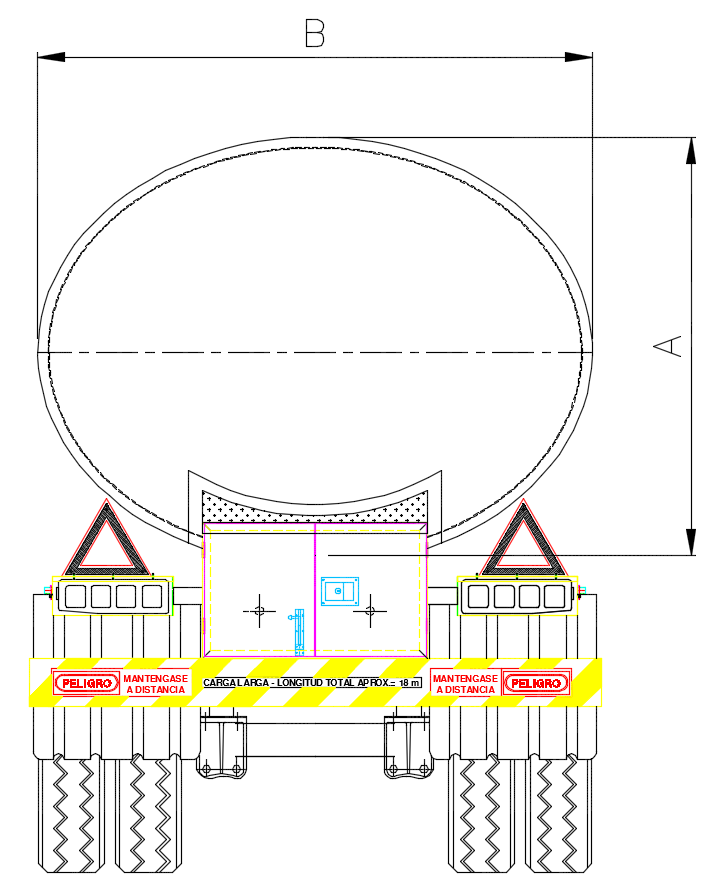 B
A
PELIGRO
MANTENGASE
A DISTANCIA
CARGA LARGA - LONGITUD TOTAL APROX.= 18 m
MANTENGASE
A DISTANCIA
PELIGRO